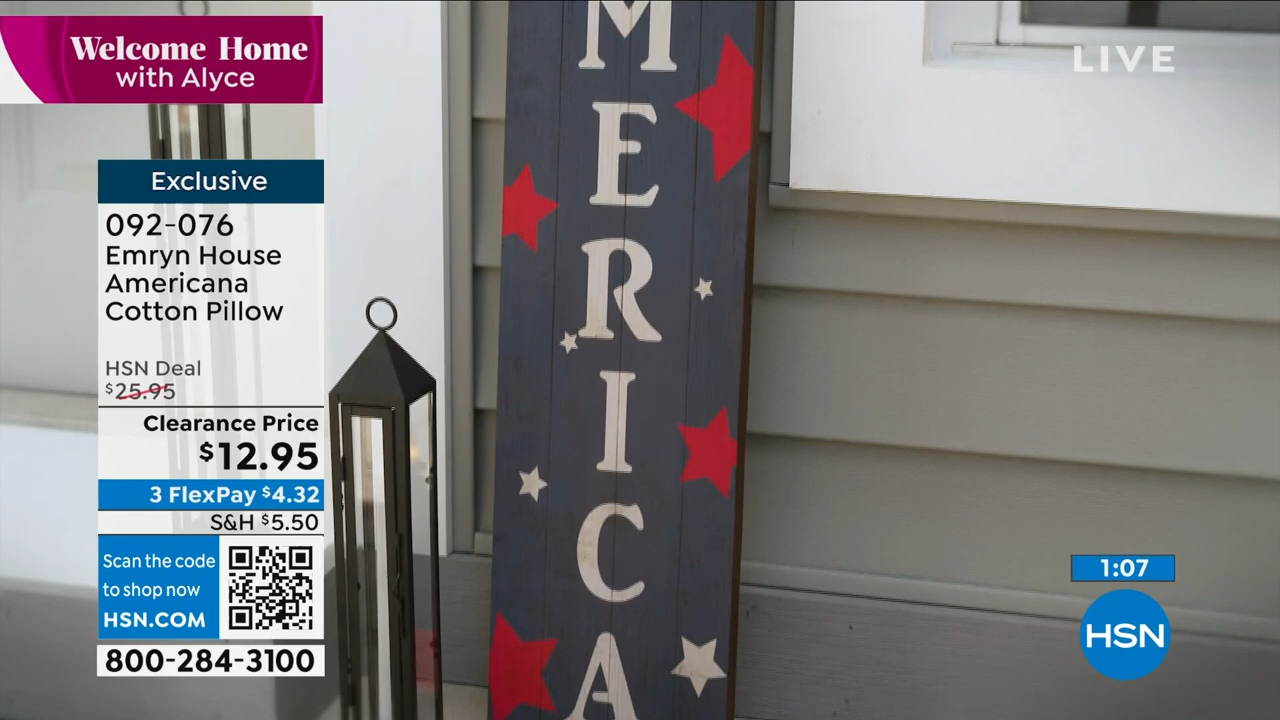 Welcome Home
with Alyce
LIVE
Exclusive
092-076
Emryn House
Americana
Cotton Pillow
HSN Deal
$25.95
Clearance Price
$12.95
3 FlexPay $4.32
S&H $5.50
Scan the code
to shop now
HSN.COM
800-284-3100
M
E
R
I
C
A
1:07
HSN